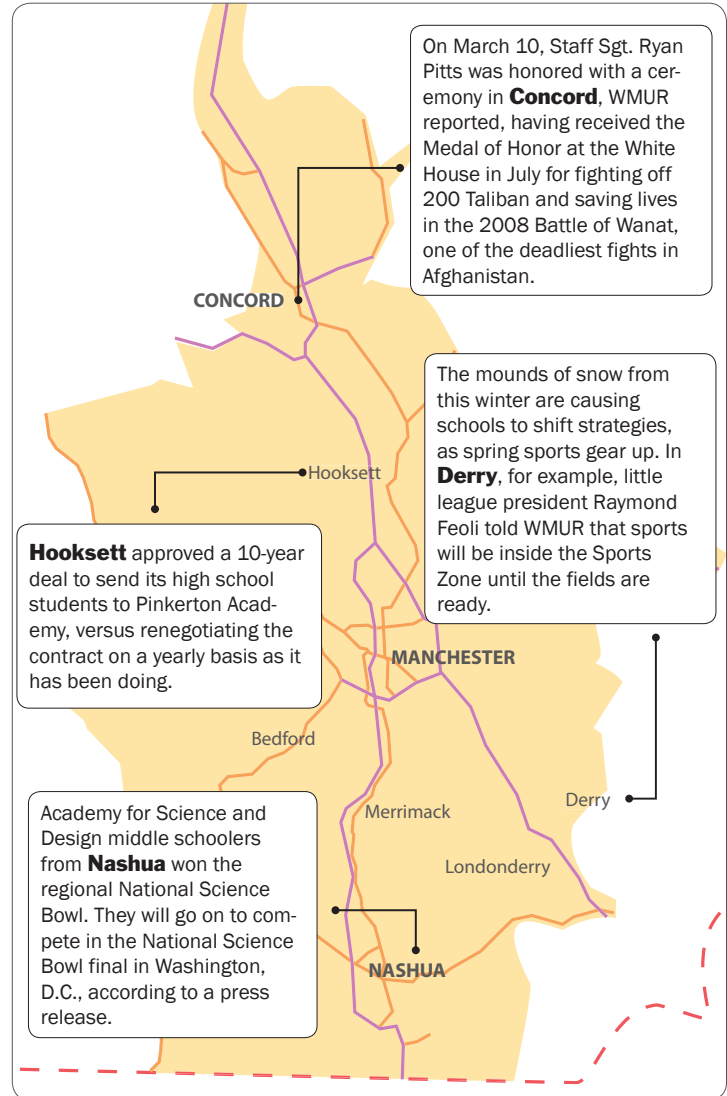 On March 10, Staff Sgt. Ryan
Pitts was honored with a cer-
emony in Concord, WMUR
reported, having received the
Medal of Honor at the White
House in July for fighting off
200 Taliban and saving lives
in the 2008 Battle of Wanat,
one of the deadliest fights in
Afghanistan.
CONCORD
The mounds of snow from
this winter are causing
schools to shift strategies,
as spring sports gear up. In
Derry, for example, little
league president Raymond
Feoli told WMUR that sports
will be inside the Sports
Zone until the fields are
ready.
Hooksett
Hooksett approved a 10-year
deal to send its high school
students to Pinkerton Acad-
emy, versus renegotiating the
contract on a yearly basis as it
has been doing.
MANCHESTER
Bedford
Merrimack
Derry
Londonderry
Academy for Science and
Design middle schoolers
from Nashua won the
regional National Science
Bowl. They will go on to com-
pete in the National Science
Bowl final in Washington,
D.C., according to a press
release.
NASHUA